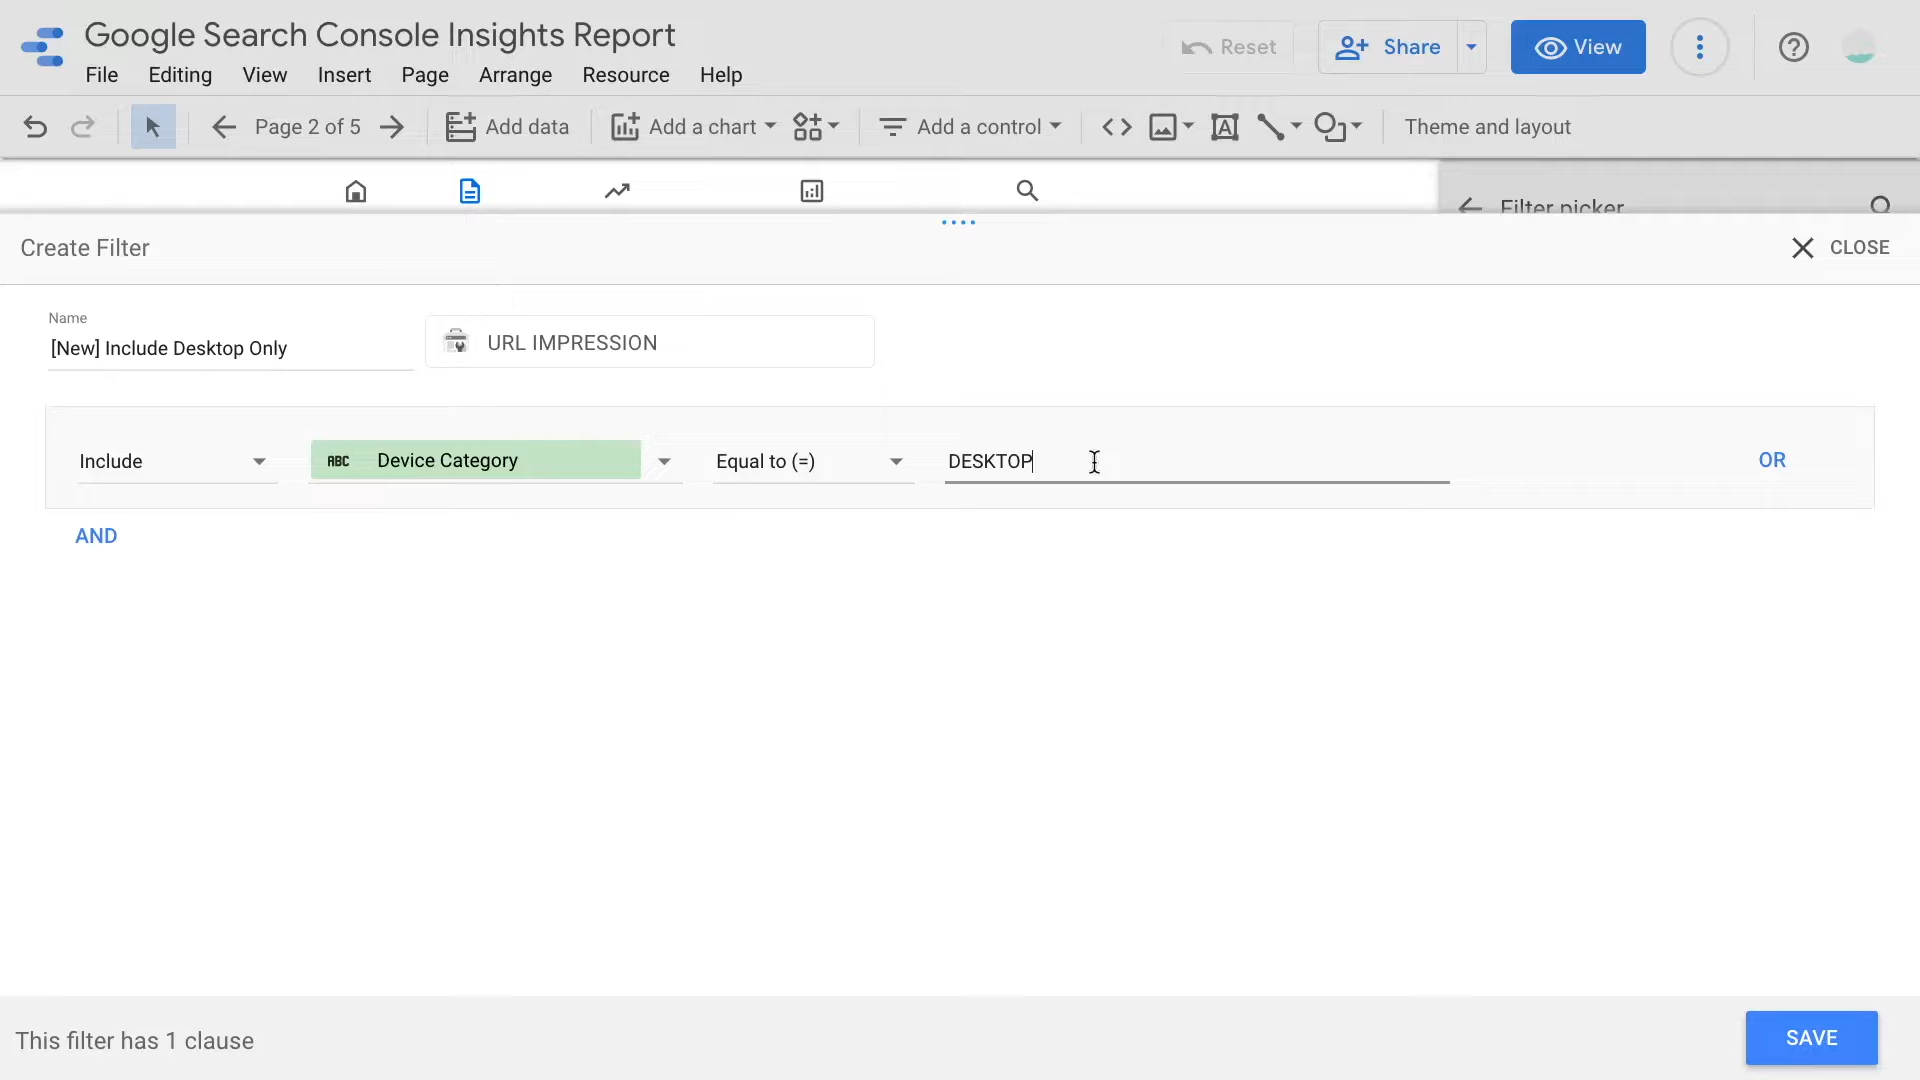 Google Search Console Insights Report
Reset
Share
View
File Editing View Insert Page Arrange Resource Help
Page 2 of 5
Add data
Add a chart
Add a control
Theme and layout
Filter picker
Create Filter
CLOSE
Name
[New] Include Desktop Only
URL IMPRESSION
Include
ABC Device Category
Equal to (=)
DESKTOP
OR
AND
This filter has 1 clause
SAVE